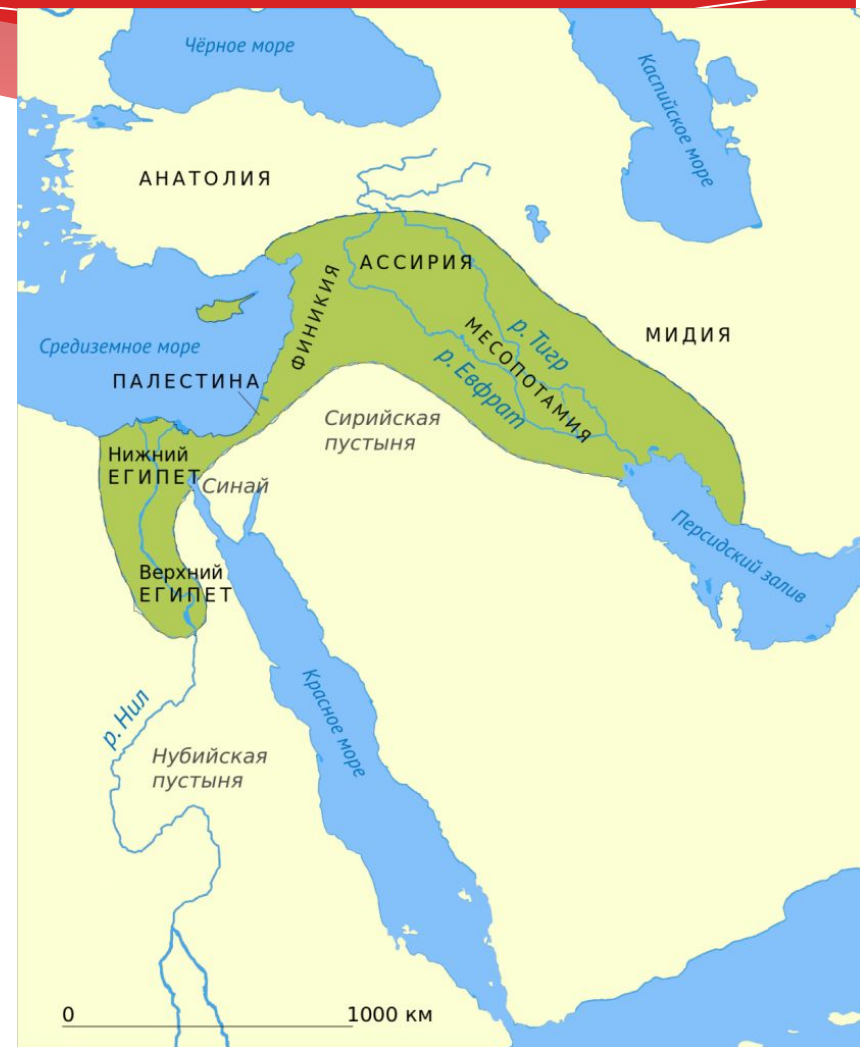 Чёрное море
Каспийское море
АНАТОЛИЯ
АССИРИЯ
ФИНИКИЯ
р. Тигр
МИДИЯ
МЕСОПОТАМИЯ
Средиземное море
р. Евфрат
ПАЛЕСТИНА
Сирийская
пустыня
Нижний
ЕГИПЕТ
Синай
Персидский залив
Верхний
ЕГИПЕТ
р. Нил
Красное море
Нубийская
пустыня
0 1000 км